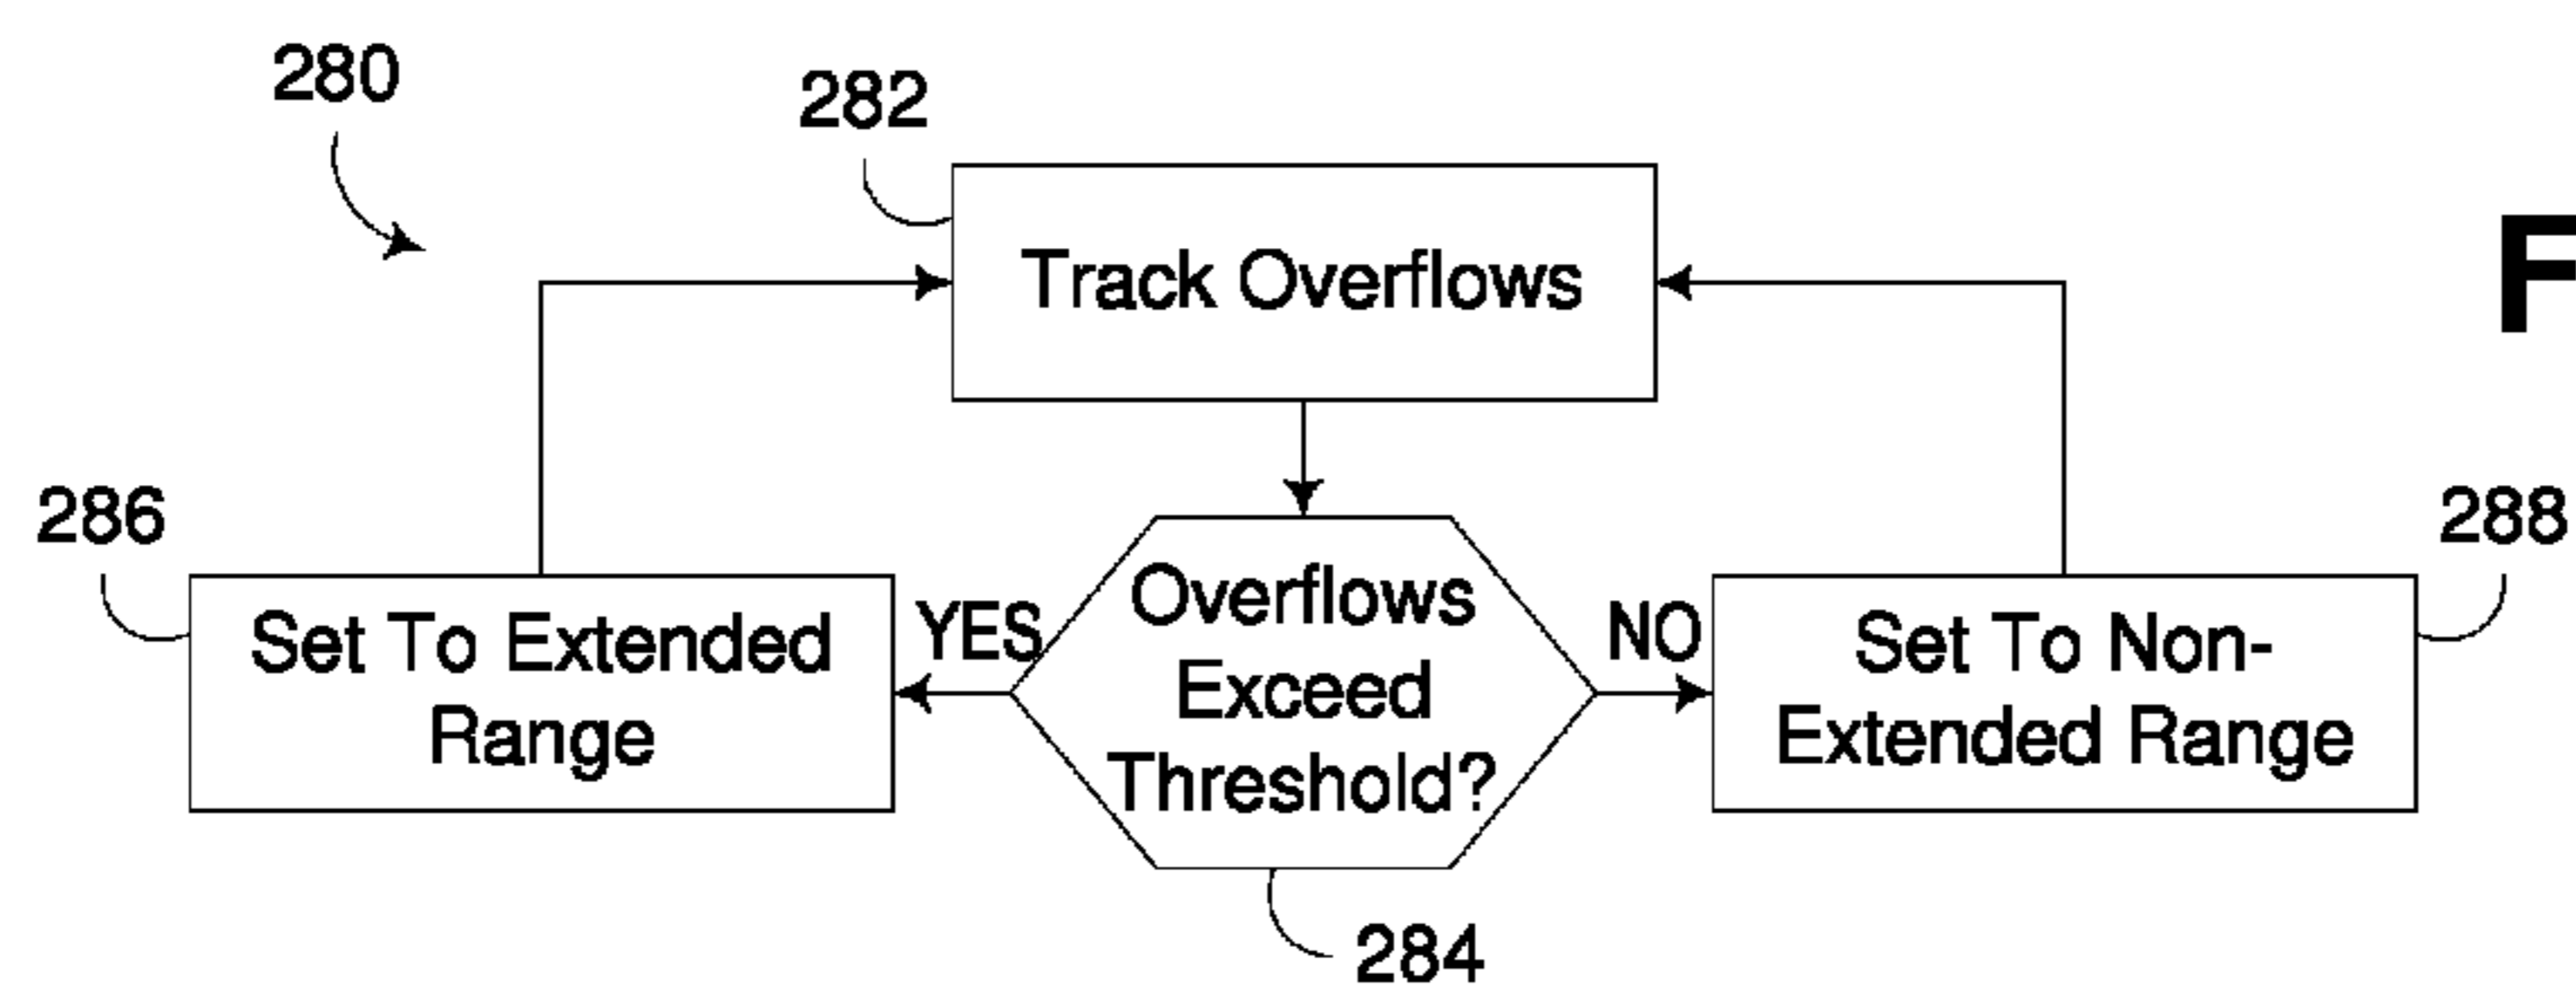 280
282
Track Overflows
F
286
288
Set To Extended
Range
YES
Overflows
Exceed
Threshold?
NO
Set To Non-
Extended Range
284